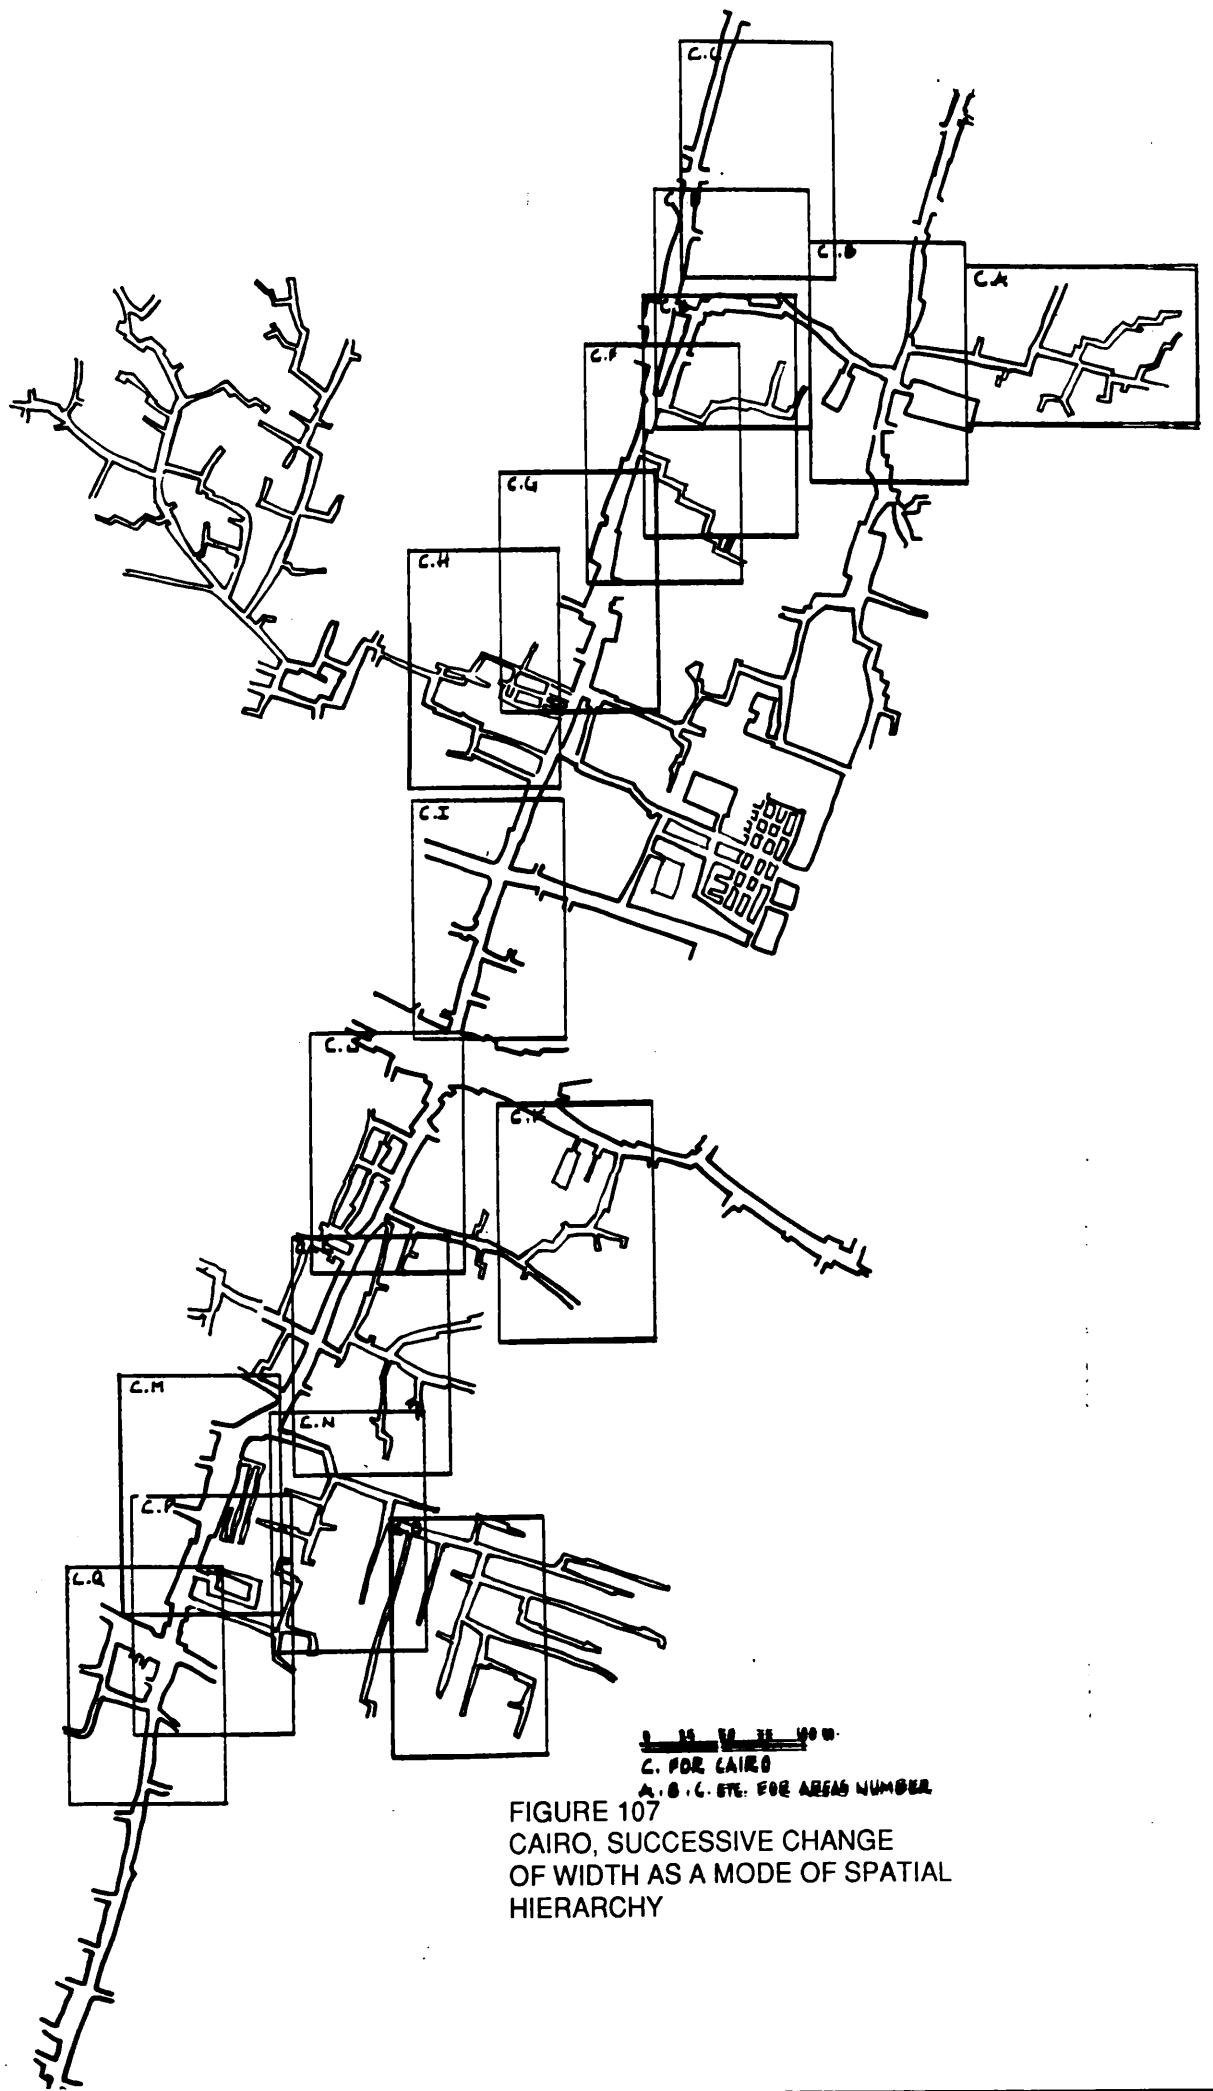 C.C
C.B
C.A
C.F
C.G
C.H
C.I
C.J
C.K
C.M
C.N
C.P
C.Q
C. FOR CAIRO
A.B.C. ETC. FOR AREAS NUMBER
FIGURE 107
CAIRO, SUCCESSIVE CHANGE
OF WIDTH AS A MODE OF SPATIAL
HIERARCHY